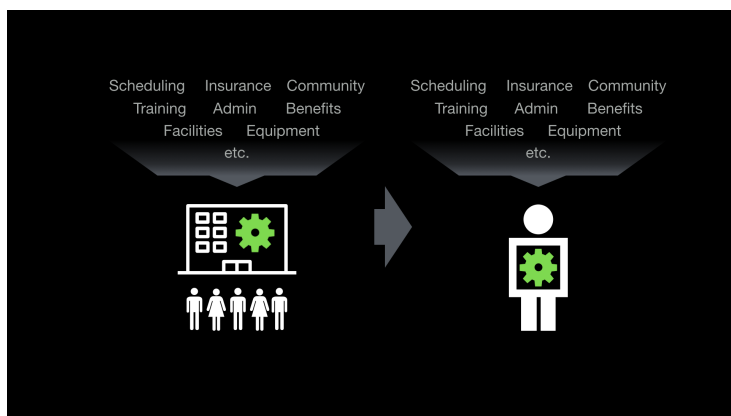 Scheduling Insurance Community
Training Admin Benefits
Facilities Equipment
etc.
Scheduling Insurance Community
Training Admin Benefits
Facilities Equipment
etc.